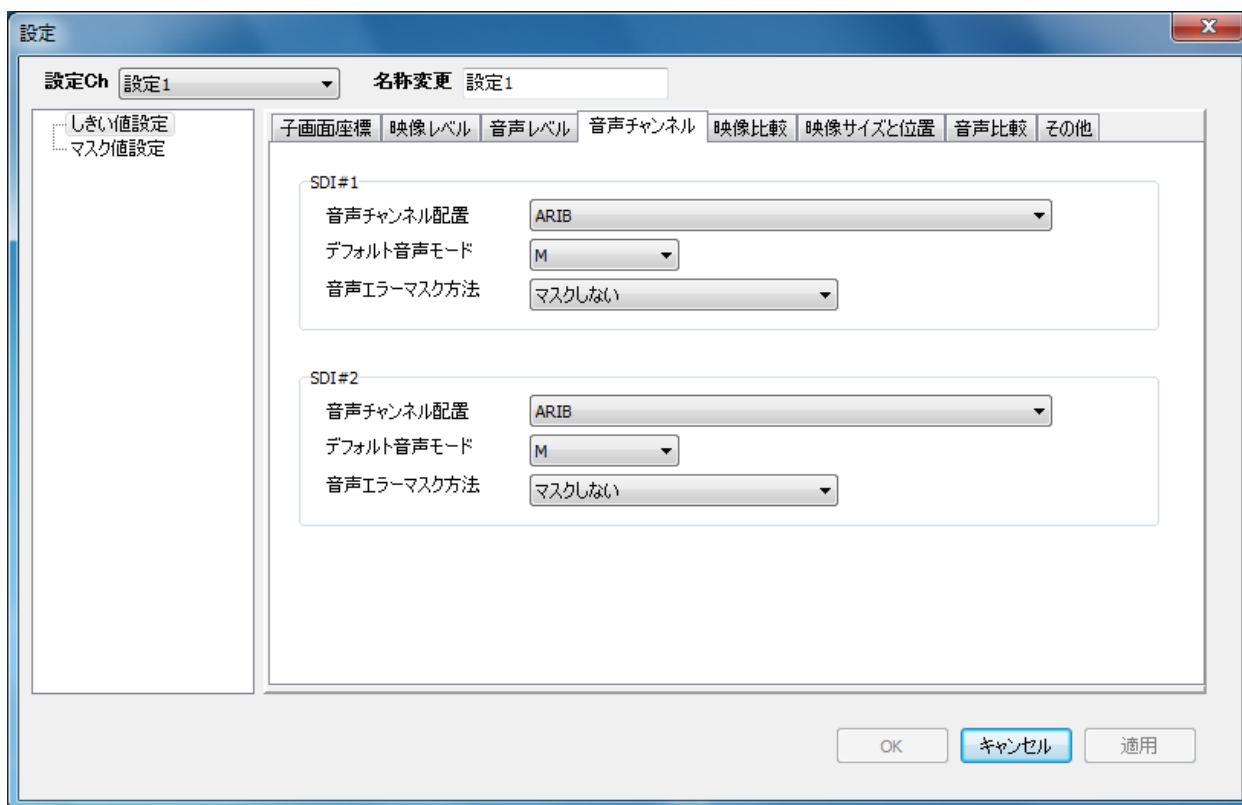 設定
設定Ch 設定1 名称変更 設定1
しきい値設定
マスク値設定
子画面座標 映像レベル 音声レベル 音声チャンネル 映像比較 映像サイズと位置 音声比較 その他
SDI#1
音声チャンネル配置 ARIB
デフォルト音声モード M
音声エラーマスク方法 マスクしない
SDI#2
音声チャンネル配置 ARIB
デフォルト音声モード M
音声エラーマスク方法 マスクしない
OK キャンセル 適用